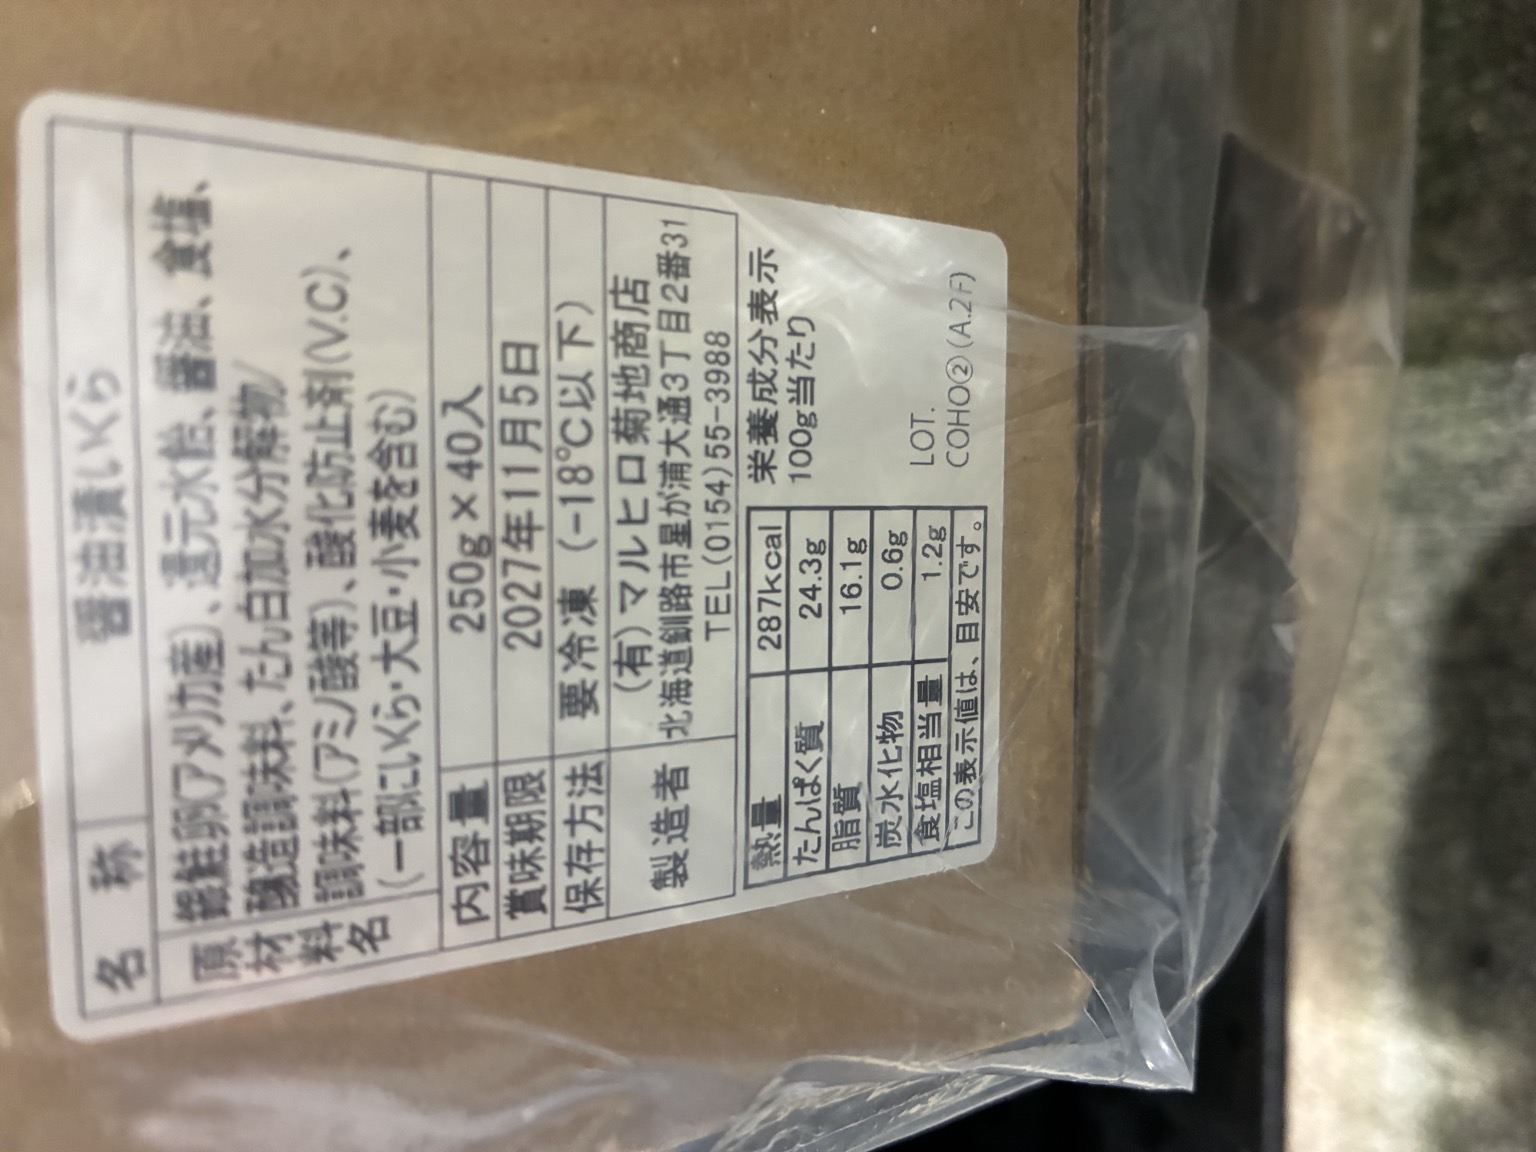 名称 醤油漬いくら
原材料名 銀鮭卵(アメリカ産)、還元水飴、醤油、食塩、
醸造調味料、たん白加水分解物/
調味料(アミノ酸等)、酸化防止剤(V.C)、
(一部にいくら・大豆・小麦を含む)
内容量 250g×40入
賞味期限 2027年11月5日
保存方法 要冷凍(-18℃以下)
製造者 (有)マルヒロ菊地商店
北海道釧路市星が浦大通3丁目2番31
TEL(0154)55-3988
栄養成分表示
100g当たり
熱量 287kcal
たんぱく質 24.3g
脂質 16.1g
炭水化物 0.6g
食塩相当量 1.2g
この表示値は、目安です。
LOT.
COHO②(A.2F)